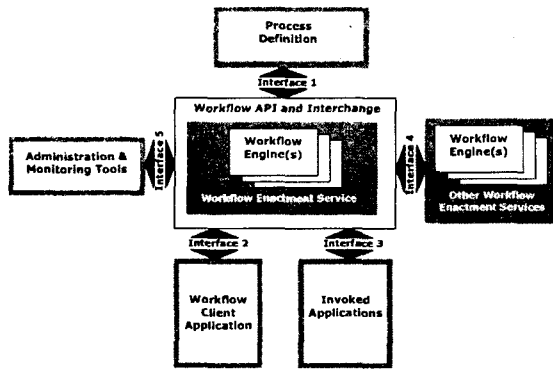 Process
Definition
Interface 1
Workflow API and Interchange
Workflow
Engine(s)
Workflow Enactment Service
Interface 5
Administration &
Monitoring Tools
Interface 4
Workflow
Engine(s)
Other Workflow
Enactment Services
Interface 2
Interface 3
Workflow
Client
Application
Invoked
Applications